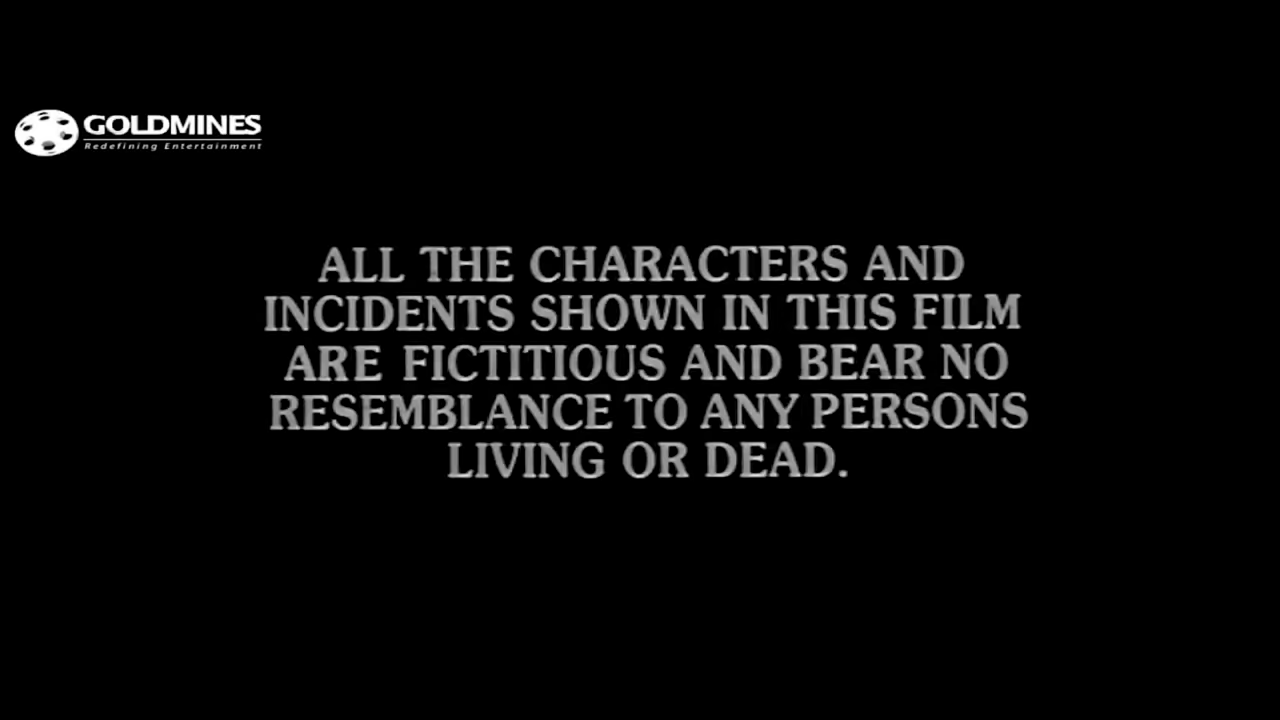 GOLDMINES
Redefining Entertainment
ALL THE CHARACTERS AND
INCIDENTS SHOWN IN THIS FILM
ARE FICTITIOUS AND BEAR NO
RESEMBLANCE TO ANY PERSONS
LIVING OR DEAD.